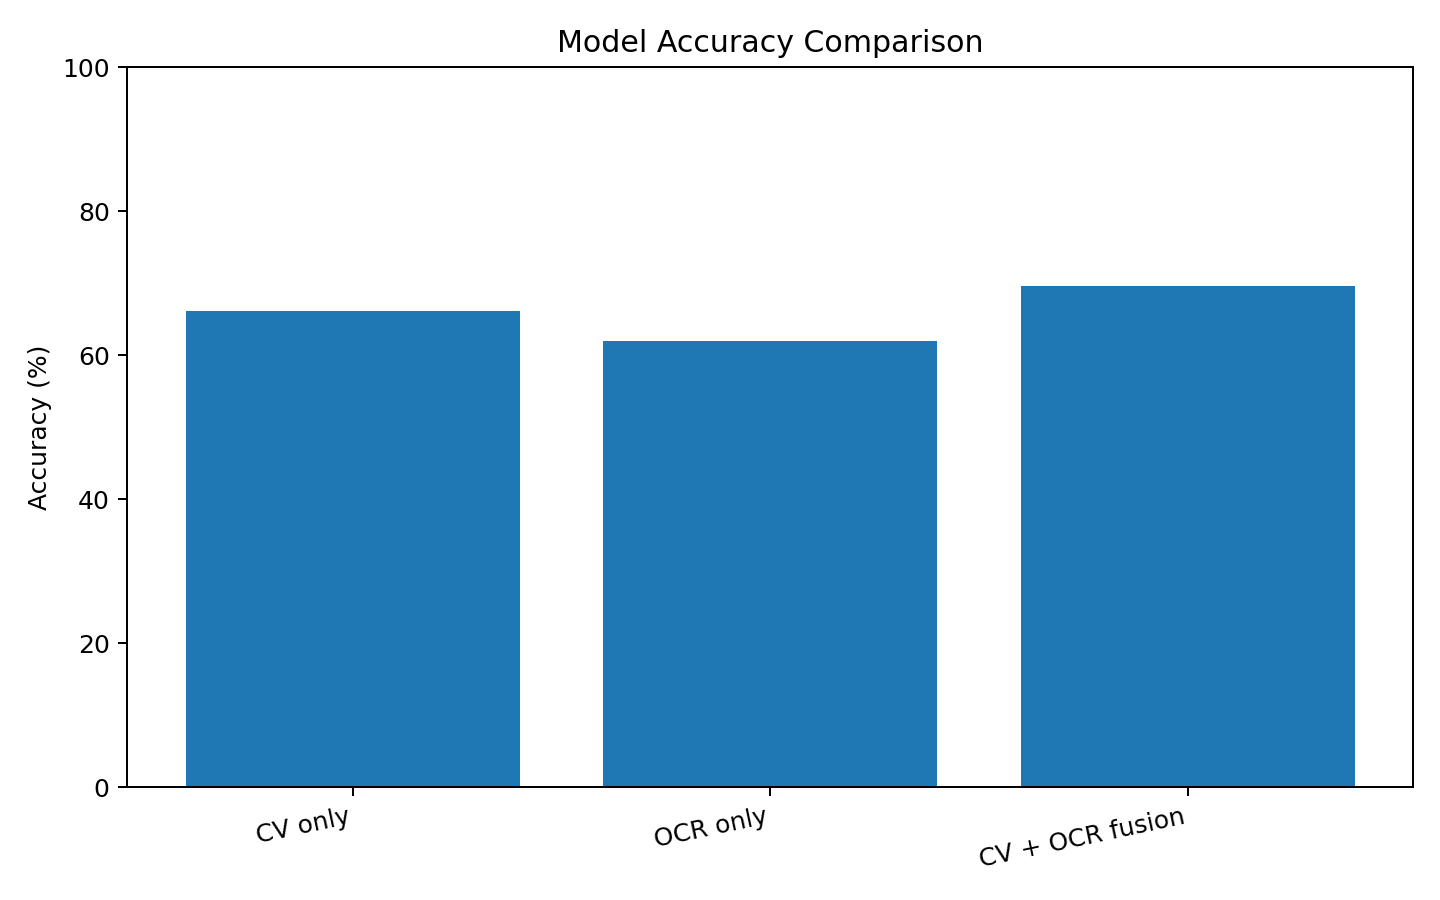 Model Accuracy Comparison
100
80
60
40
20
0
Accuracy (%)
CV only
OCR only
CV + OCR fusion